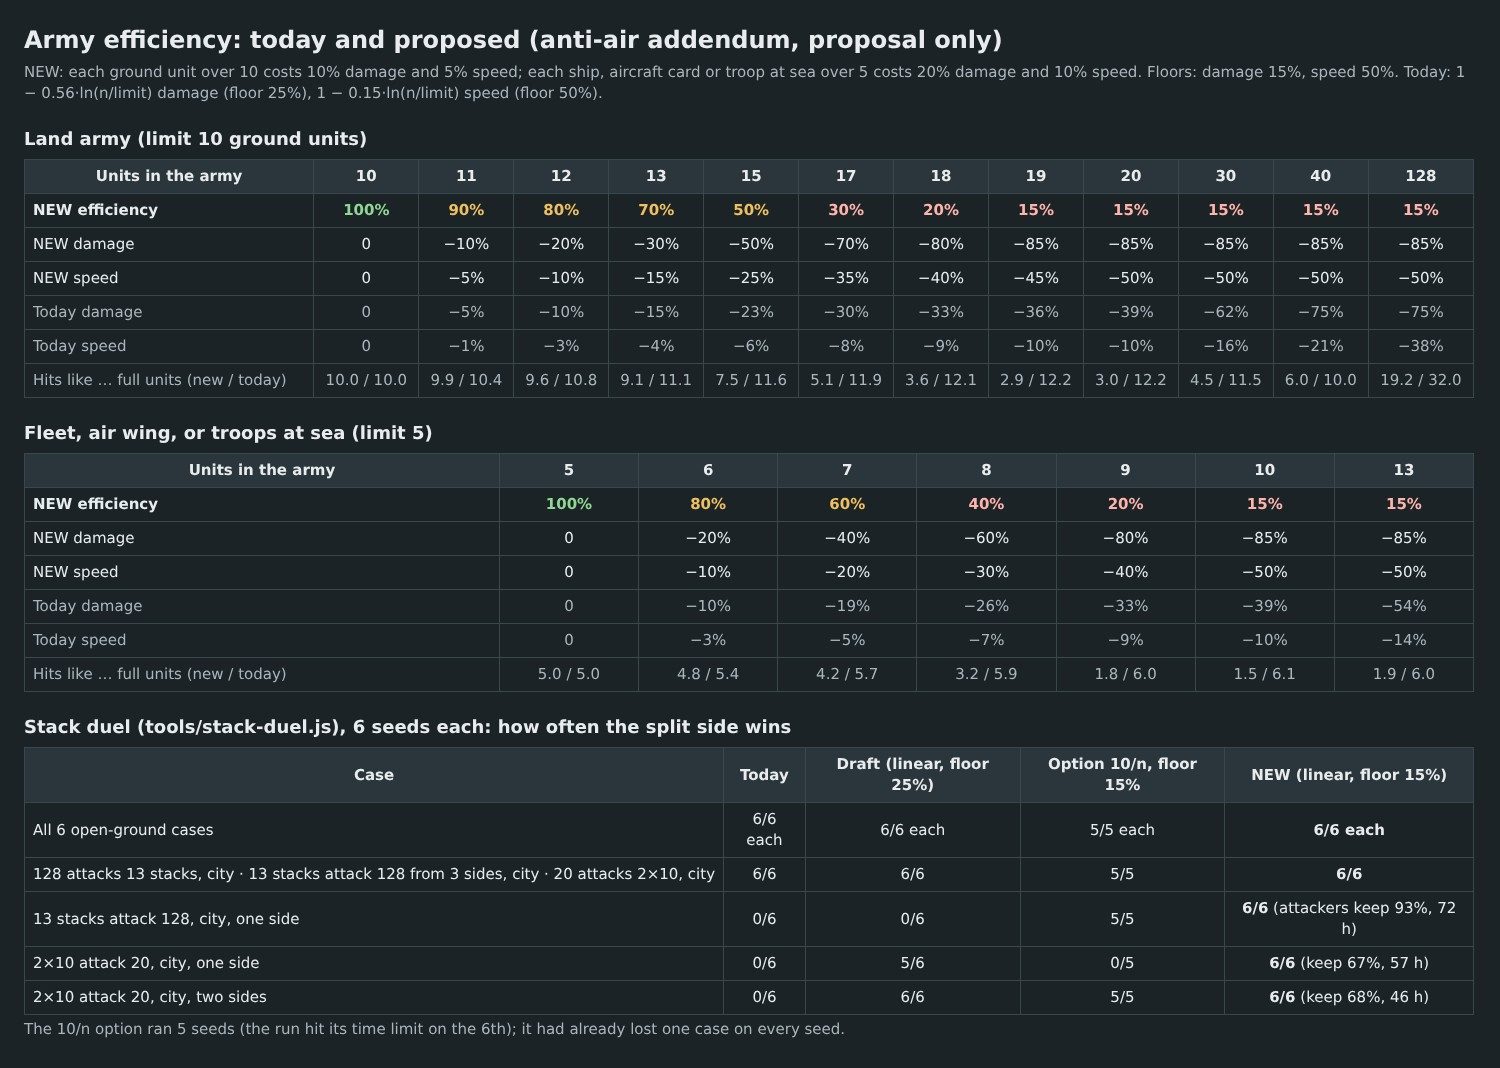 Army efficiency: today and proposed (anti-air addendum, proposal only)
NEW: each ground unit over 10 costs 10% damage and 5% speed; each ship, aircraft card or troop at sea over 5 costs 20% damage and 10% speed. Floors: damage 15%, speed 50%. Today: 1
− 0.56·ln(n/limit) damage (floor 25%), 1 − 0.15·ln(n/limit) speed (floor 50%).
Land army (limit 10 ground units)
Units in the army 10 11 12 13 15 17 18 19 20 30 40 128
NEW efficiency 100% 90% 80% 70% 50% 30% 20% 15% 15% 15% 15% 15%
NEW damage 0 −10% −20% −30% −50% −70% −80% −85% −85% −85% −85% −85%
NEW speed 0 −5% −10% −15% −25% −35% −40% −45% −50% −50% −50% −50%
Today damage 0 −5% −10% −15% −23% −30% −33% −36% −39% −62% −75% −75%
Today speed 0 −1% −3% −4% −6% −8% −9% −10% −10% −16% −21% −38%
Hits like … full units (new / today) 10.0 / 10.0 9.9 / 10.4 9.6 / 10.8 9.1 / 11.1 7.5 / 11.6 5.1 / 11.9 3.6 / 12.1 2.9 / 12.2 3.0 / 12.2 4.5 / 11.5 6.0 / 10.0 19.2 / 32.0
Fleet, air wing, or troops at sea (limit 5)
Units in the army 5 6 7 8 9 10 13
NEW efficiency 100% 80% 60% 40% 20% 15% 15%
NEW damage 0 −20% −40% −60% −80% −85% −85%
NEW speed 0 −10% −20% −30% −40% −50% −50%
Today damage 0 −10% −19% −26% −33% −39% −54%
Today speed 0 −3% −5% −7% −9% −10% −14%
Hits like … full units (new / today) 5.0 / 5.0 4.8 / 5.4 4.2 / 5.7 3.2 / 5.9 1.8 / 6.0 1.5 / 6.1 1.9 / 6.0
Stack duel (tools/stack-duel.js), 6 seeds each: how often the split side wins
Case Today Draft (linear, floor 25%) Option 10/n, floor 15% NEW (linear, floor 15%)
All 6 open-ground cases 6/6 each 6/6 each 5/5 each 6/6 each
128 attacks 13 stacks, city · 13 stacks attack 128 from 3 sides, city · 20 attacks 2×10, city 6/6 6/6 5/5 6/6
13 stacks attack 128, city, one side 0/6 0/6 5/5 6/6 (attackers keep 93%, 72 h)
2×10 attack 20, city, one side 0/6 5/6 0/5 6/6 (keep 67%, 57 h)
2×10 attack 20, city, two sides 0/6 6/6 5/5 6/6 (keep 68%, 46 h)
The 10/n option ran 5 seeds (the run hit its time limit on the 6th); it had already lost one case on every seed.